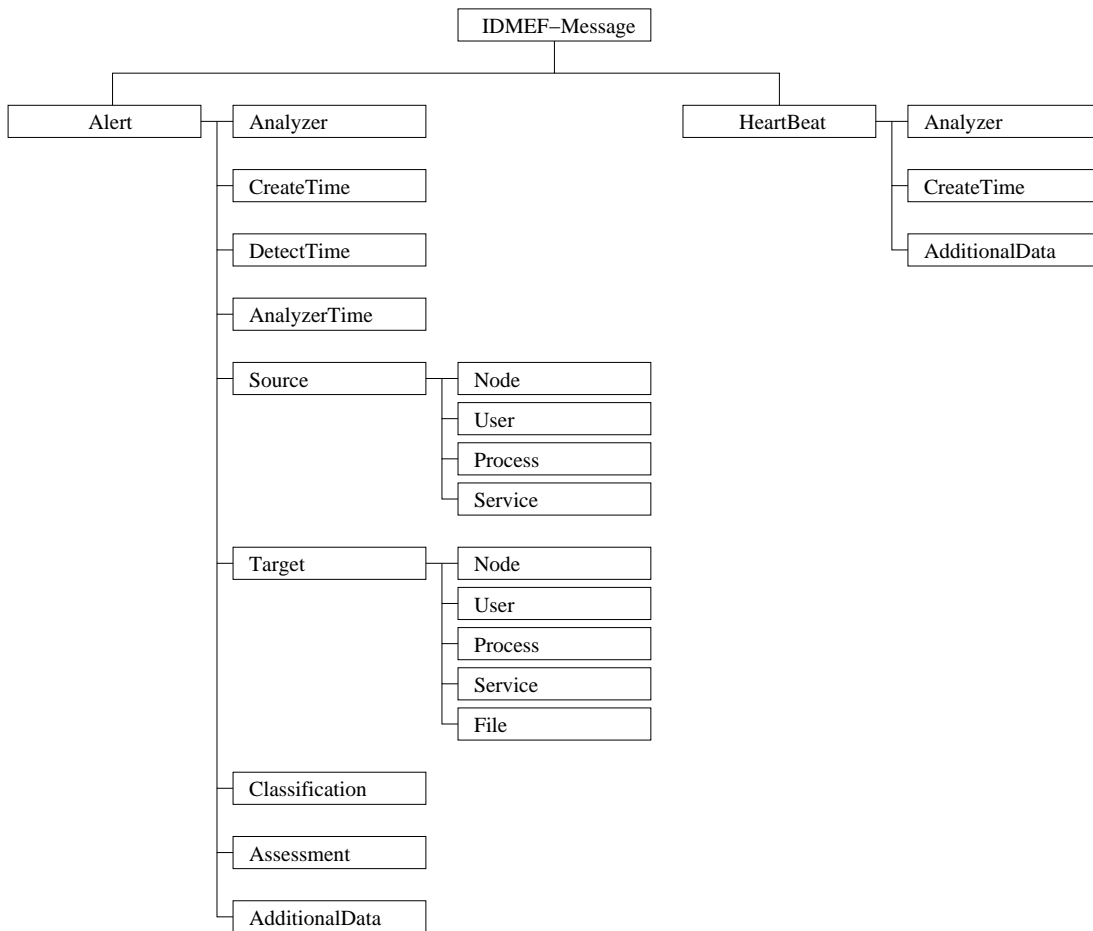 IDMEF−Message
Alert
Analyzer
HeartBeat
Analyzer
CreateTime
CreateTime
DetectTime
AdditionalData
AnalyzerTime
Source
Node
User
Process
Service
Target
Node
User
Process
Service
File
Classification
Assessment
AdditionalData